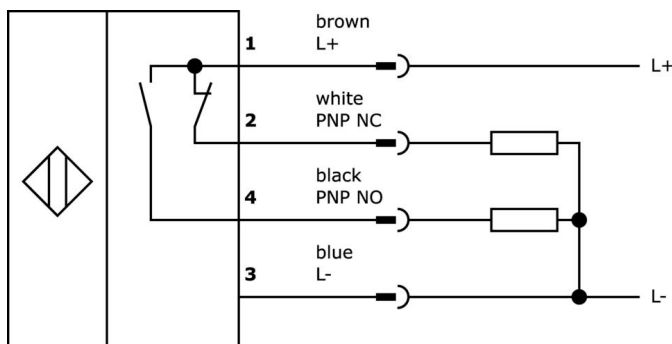 brown
1 L+
L+
white
2 PNP NC
black
4 PNP NO
blue
3 L-
L-